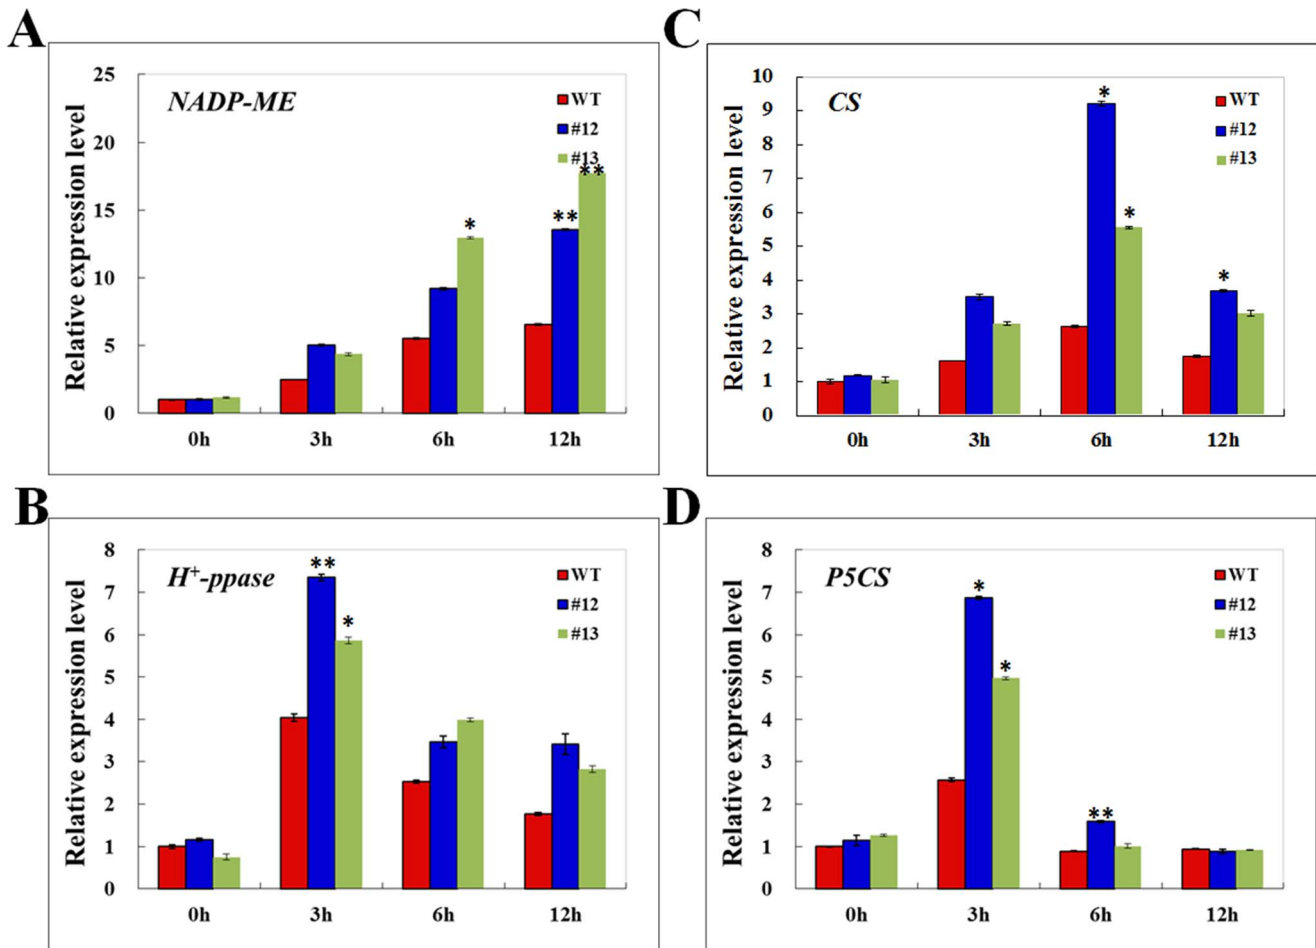 A
Relative expression level
25
20
15
10
5
0
NADP-ME
WT
#12
#13
*
**
**
0h 3h 6h 12h
C
Relative expression level
10
9
8
7
6
5
4
3
2
1
0
CS
WT
#12
#13
*
*
*
0h 3h 6h 12h
B
Relative expression level
8
7
6
5
4
3
2
1
0
H+-ppase
WT
#12
#13
**
*
0h 3h 6h 12h
D
Relative expression level
8
7
6
5
4
3
2
1
0
P5CS
WT
#12
#13
*
*
**
0h 3h 6h 12h